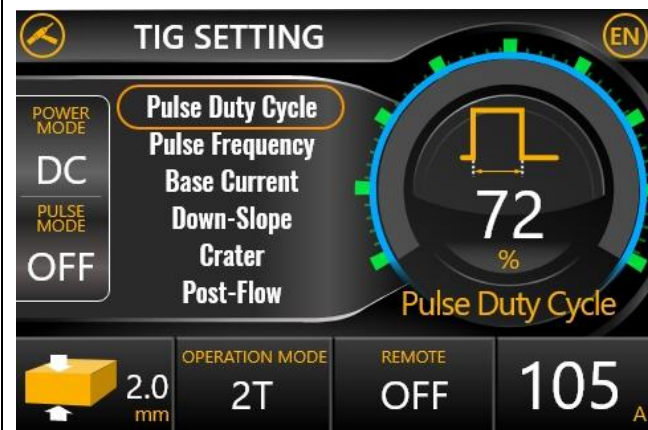 TIG SETTING
EN
POWER
MODE
DC
PULSE
MODE
OFF
Pulse Duty Cycle
Pulse Frequency
Base Current
Down-Slope
Crater
Post-Flow
72
%
Pulse Duty Cycle
2.0
mm
OPERATION MODE
2T
REMOTE
OFF
105 A